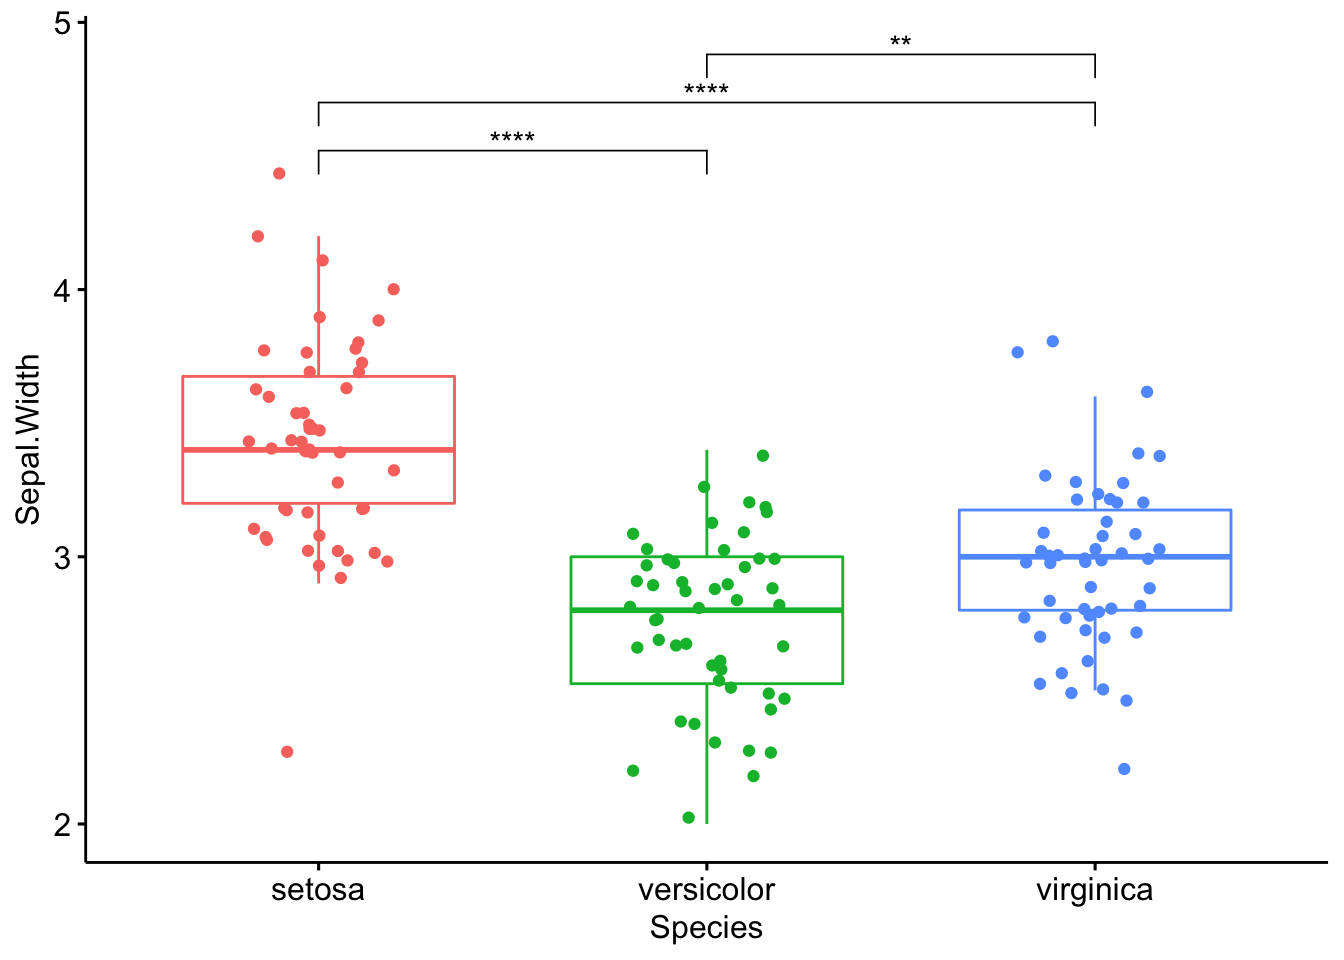 5
**
****
****
4
3
2
Sepal.Width
setosa versicolor virginica
Species